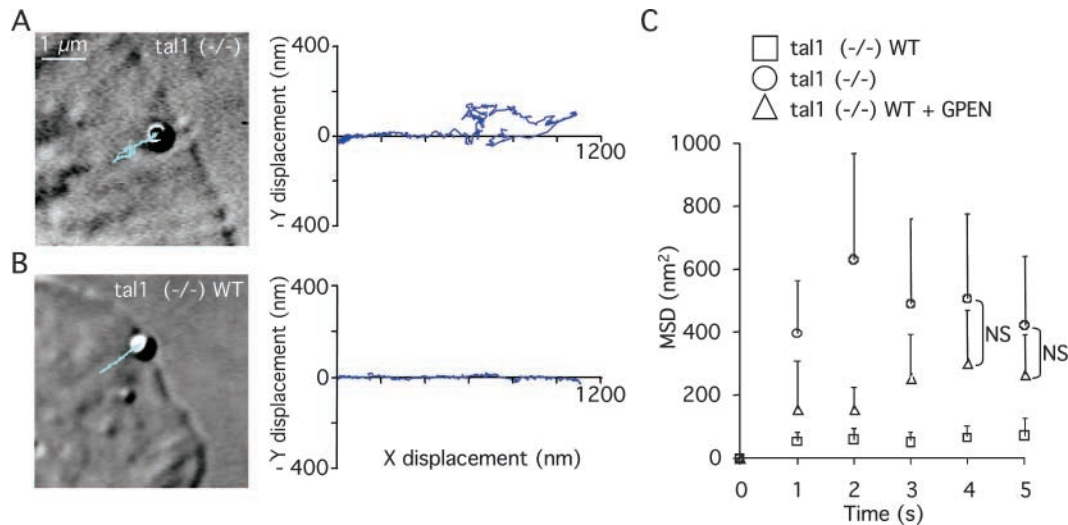 A
1 µm
tal1 (-/-)
400
- Y displacement (nm)
0
1200
400
B
tal1 (-/-) WT
400
- Y displacement (nm)
0
1200
400
X displacement (nm)
C
tal1 (-/-) WT
tal1 (-/-)
tal1 (-/-) WT + GPEN
1000
800
600
400
200
0
MSD (nm²)
NS
NS
0 1 2 3 4 5
Time (s)